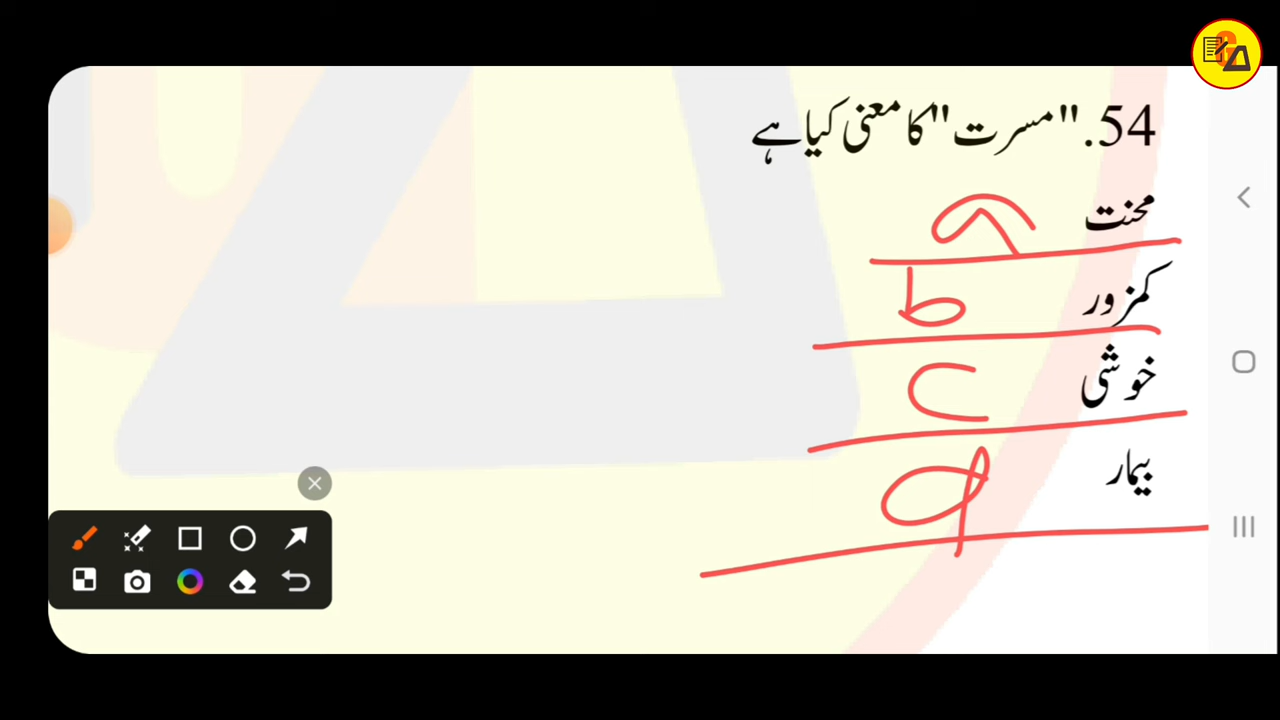 54. "مسرت" کا معنی کیا ہے
محنت a
کمزور b
خوشی c
بیمار d